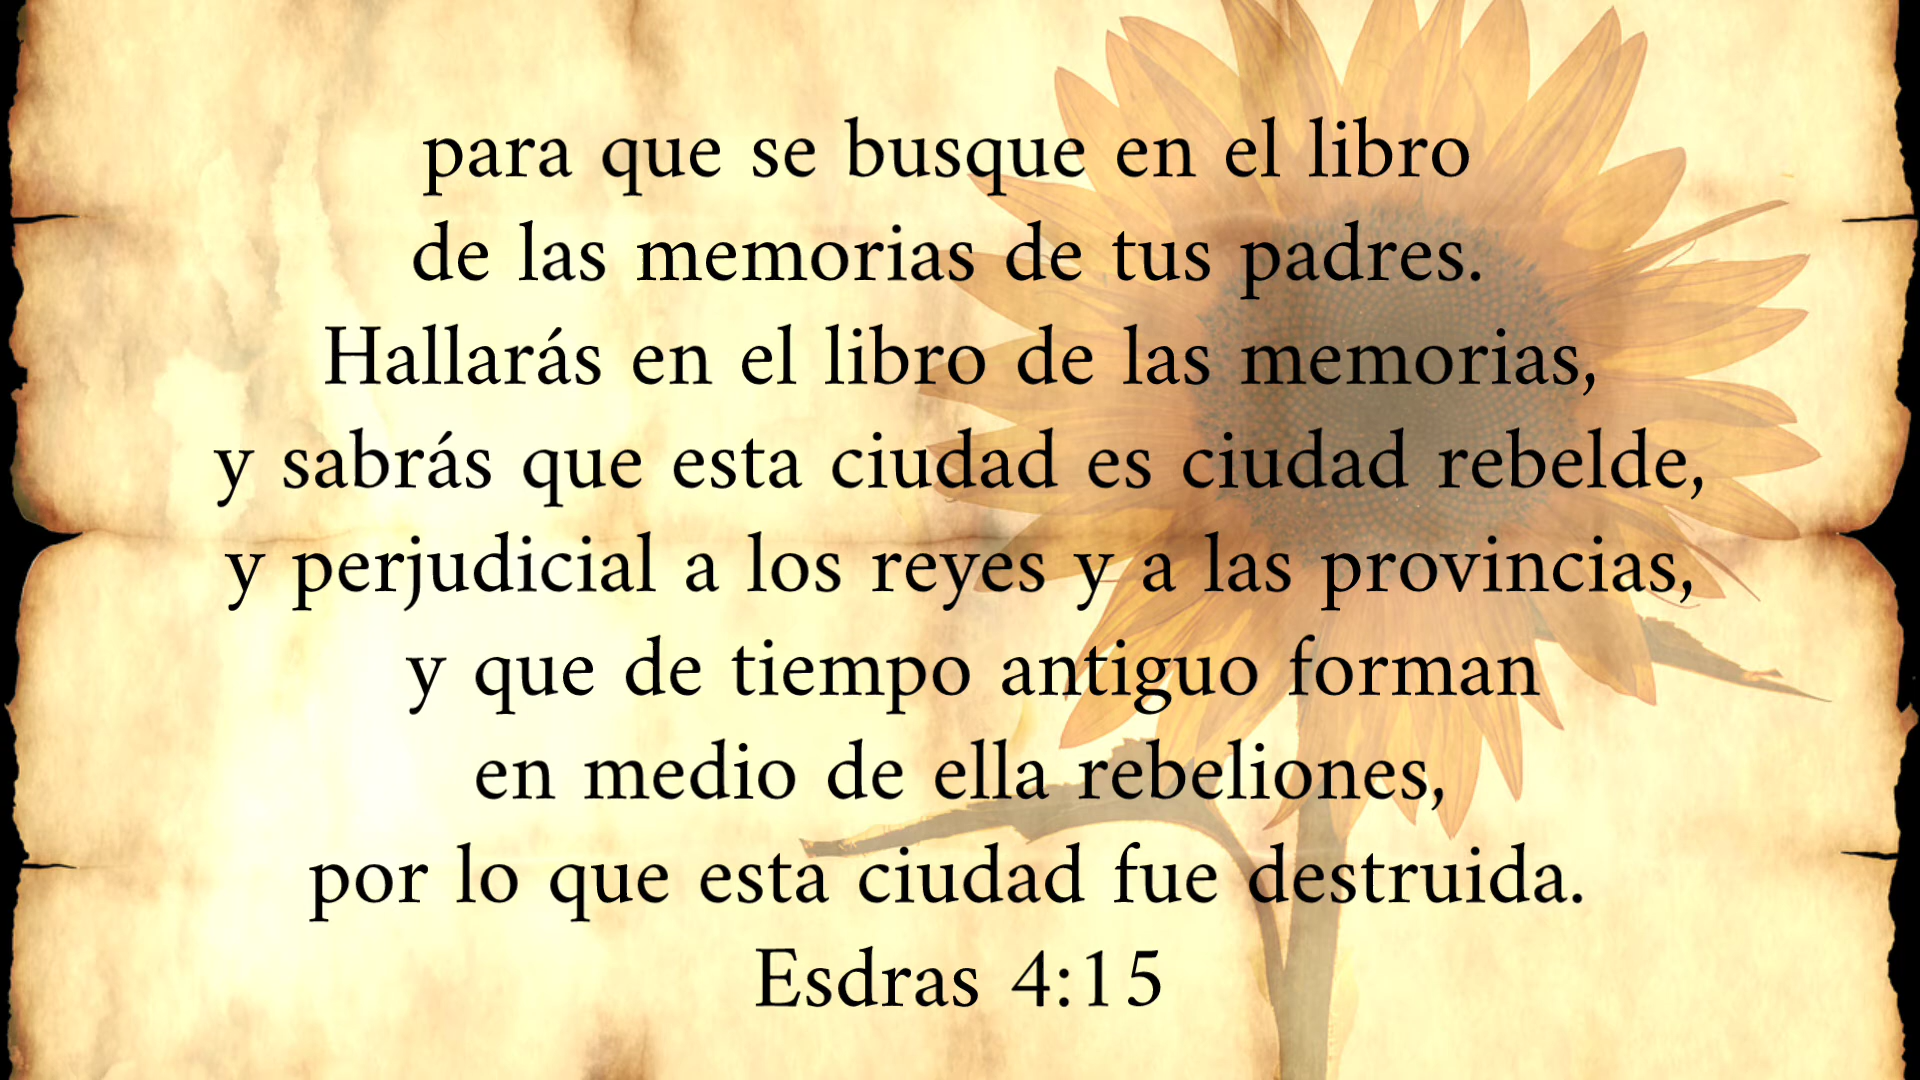 para que se busque en el libro
de las memorias de tus padres.
Hallarás en el libro de las memorias,
y sabrás que esta ciudad es ciudad rebelde,
y perjudicial a los reyes y a las provincias,
y que de tiempo antiguo forman
en medio de ella rebeliones,
por lo que esta ciudad fue destruida.
Esdras 4:15